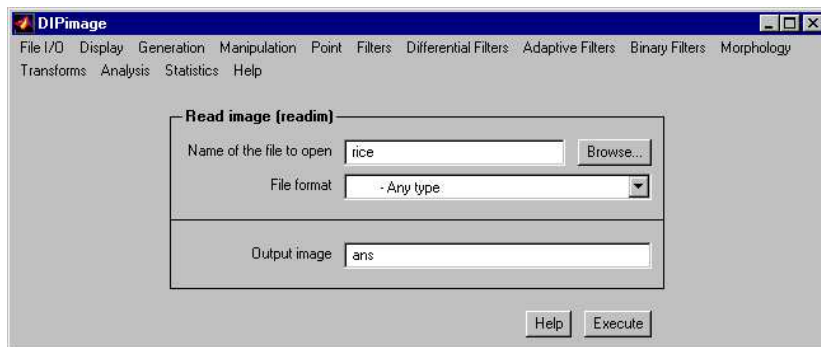 DIPimage
File I/O Display Generation Manipulation Point Filters Differential Filters Adaptive Filters Binary Filters Morphology
Transforms Analysis Statistics Help
Read image (readim)
Name of the file to open rice Browse...
File format - Any type
Output image ans
Help Execute